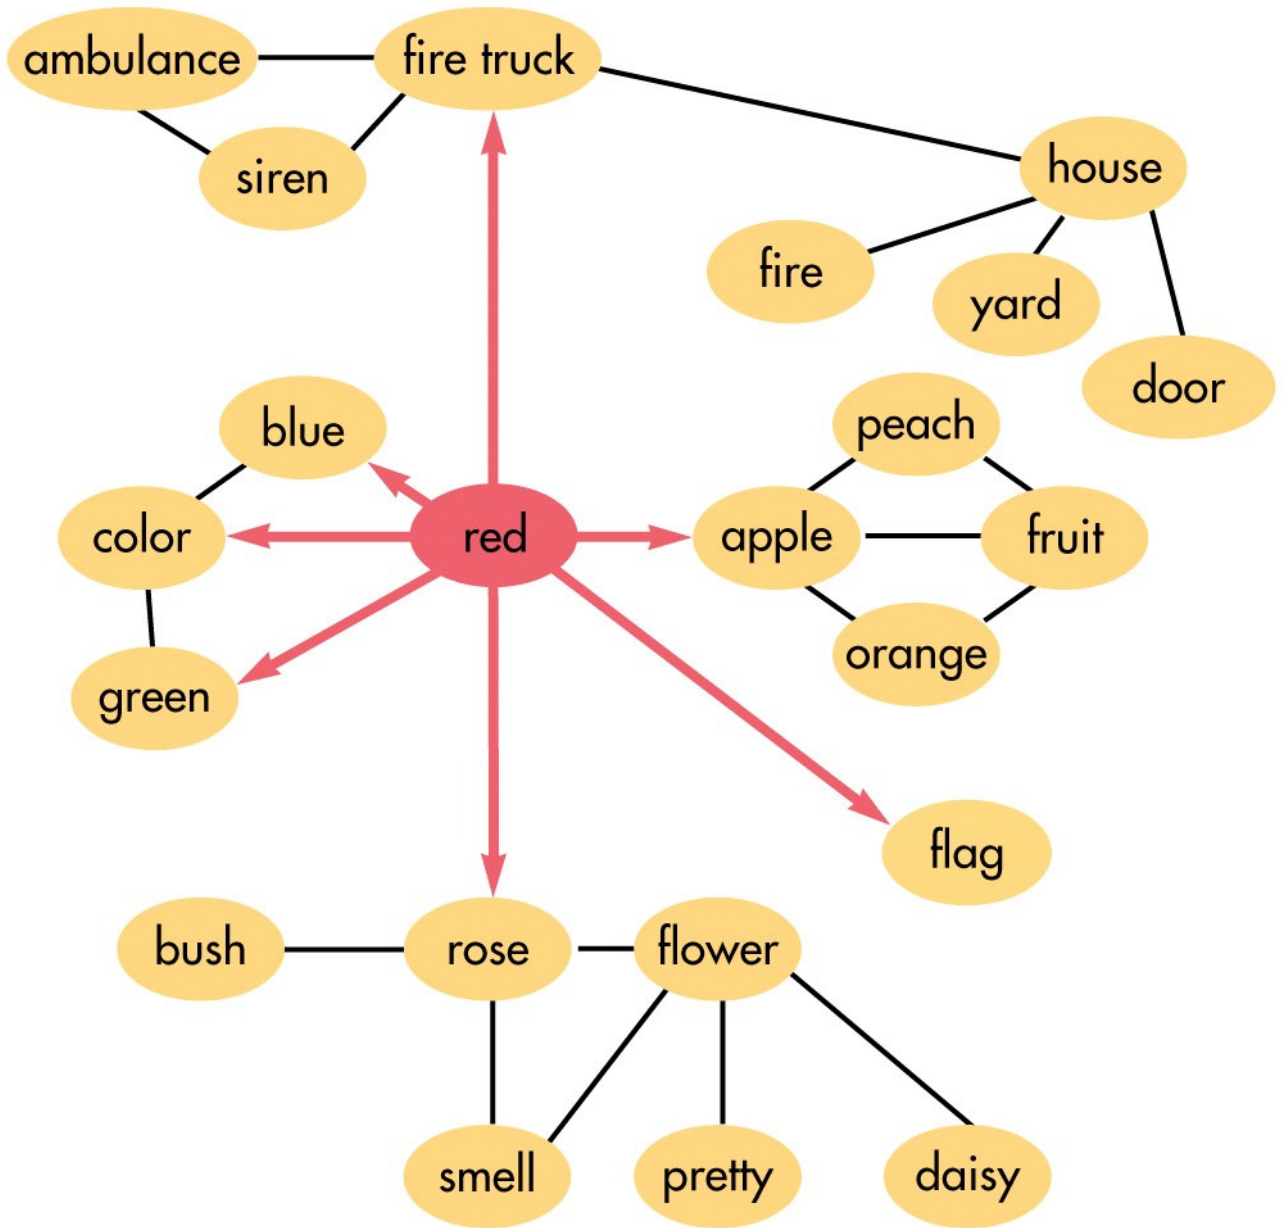 ambulance
fire truck
siren
house
fire
yard
door
blue
peach
color
red
apple
fruit
green
orange
flag
bush
rose
flower
smell
pretty
daisy